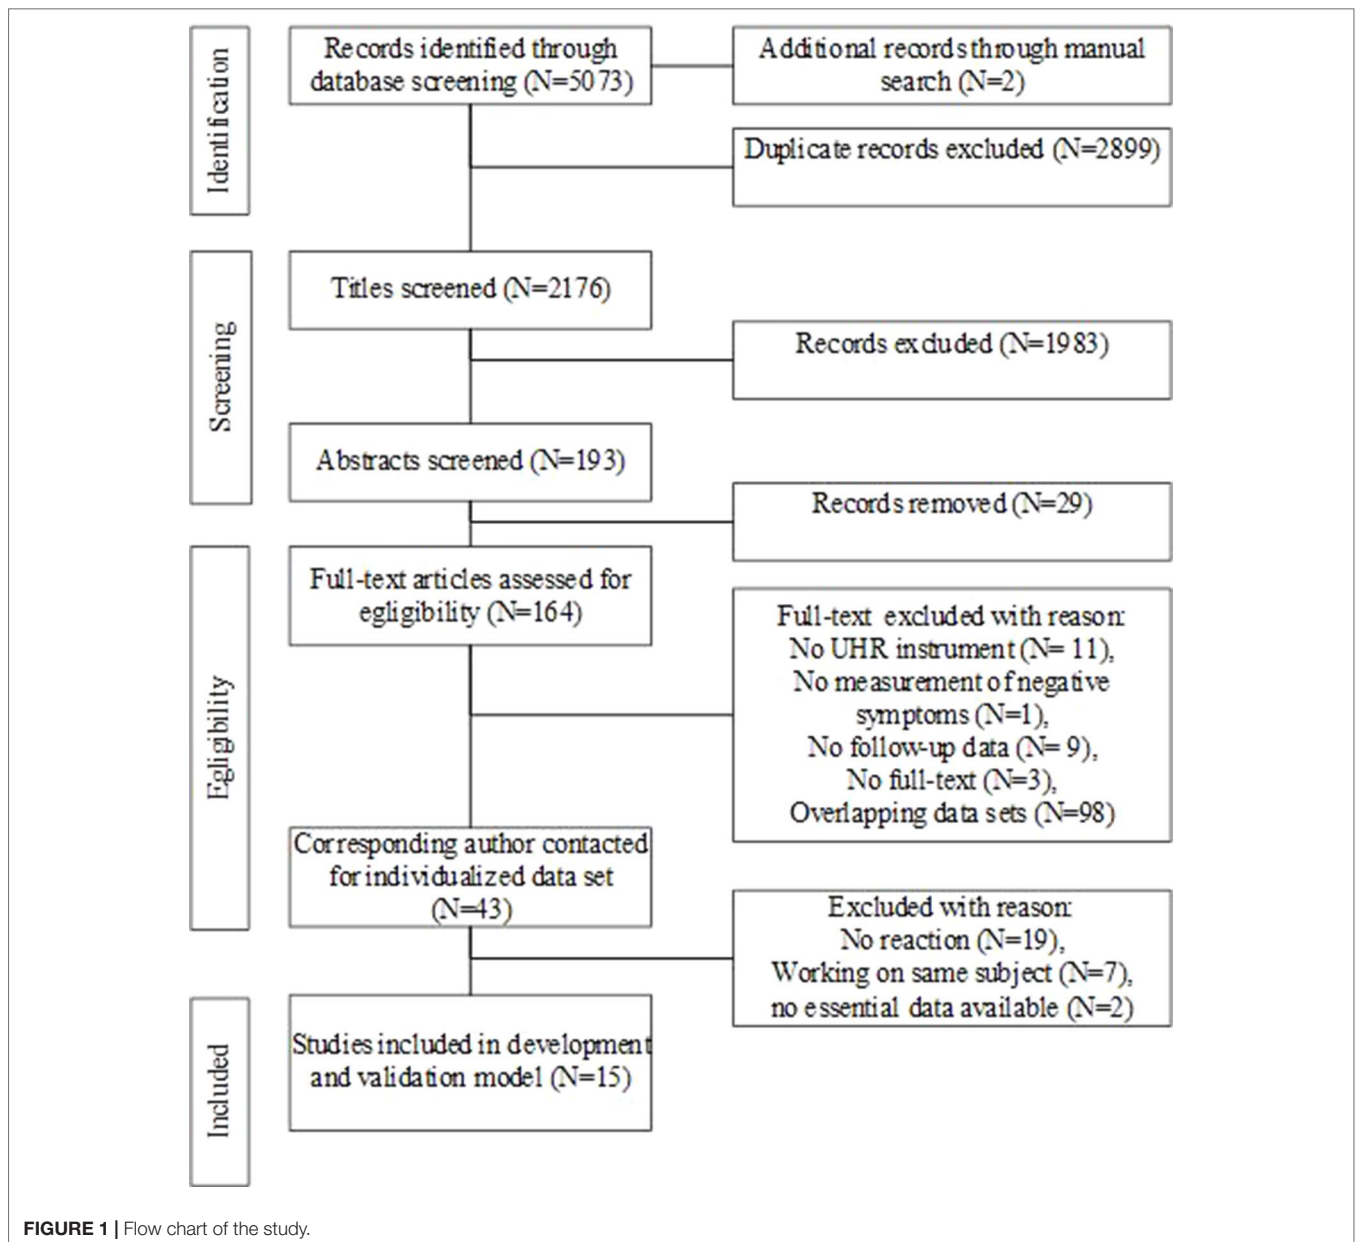 Identification
Records identified through
database screening (N=5073)
Additional records through manual
search (N=2)
Duplicate records excluded (N=2899)
Screening
Titles screened (N=2176)
Records excluded (N=1983)
Abstracts screened (N=193)
Records removed (N=29)
Egligibility
Full-text articles assessed for
egligibility (N=164)
Full-text excluded with reason:
No UHR instrument (N= 11),
No measurement of negative
symptoms (N=1),
No follow-up data (N= 9),
No full-text (N=3),
Overlapping data sets (N=98)
Corresponding author contacted
for individualized data set
(N=43)
Excluded with reason:
No reaction (N=19),
Working on same subject (N=7),
no essential data available (N=2)
Included
Studies included in development
and validation model (N=15)
FIGURE 1 | Flow chart of the study.